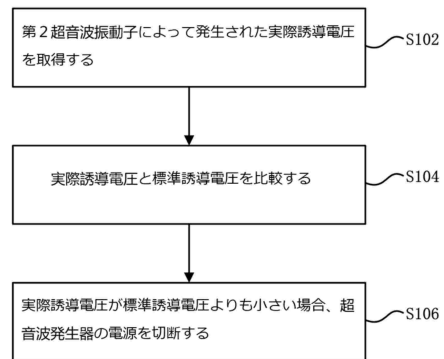 第２超音波振動子によって発生された実際誘導電圧
を取得する
S102
実際誘導電圧と標準誘導電圧を比較する
S104
実際誘導電圧が標準誘導電圧よりも小さい場合、超
音波発生器の電源を切断する
S106